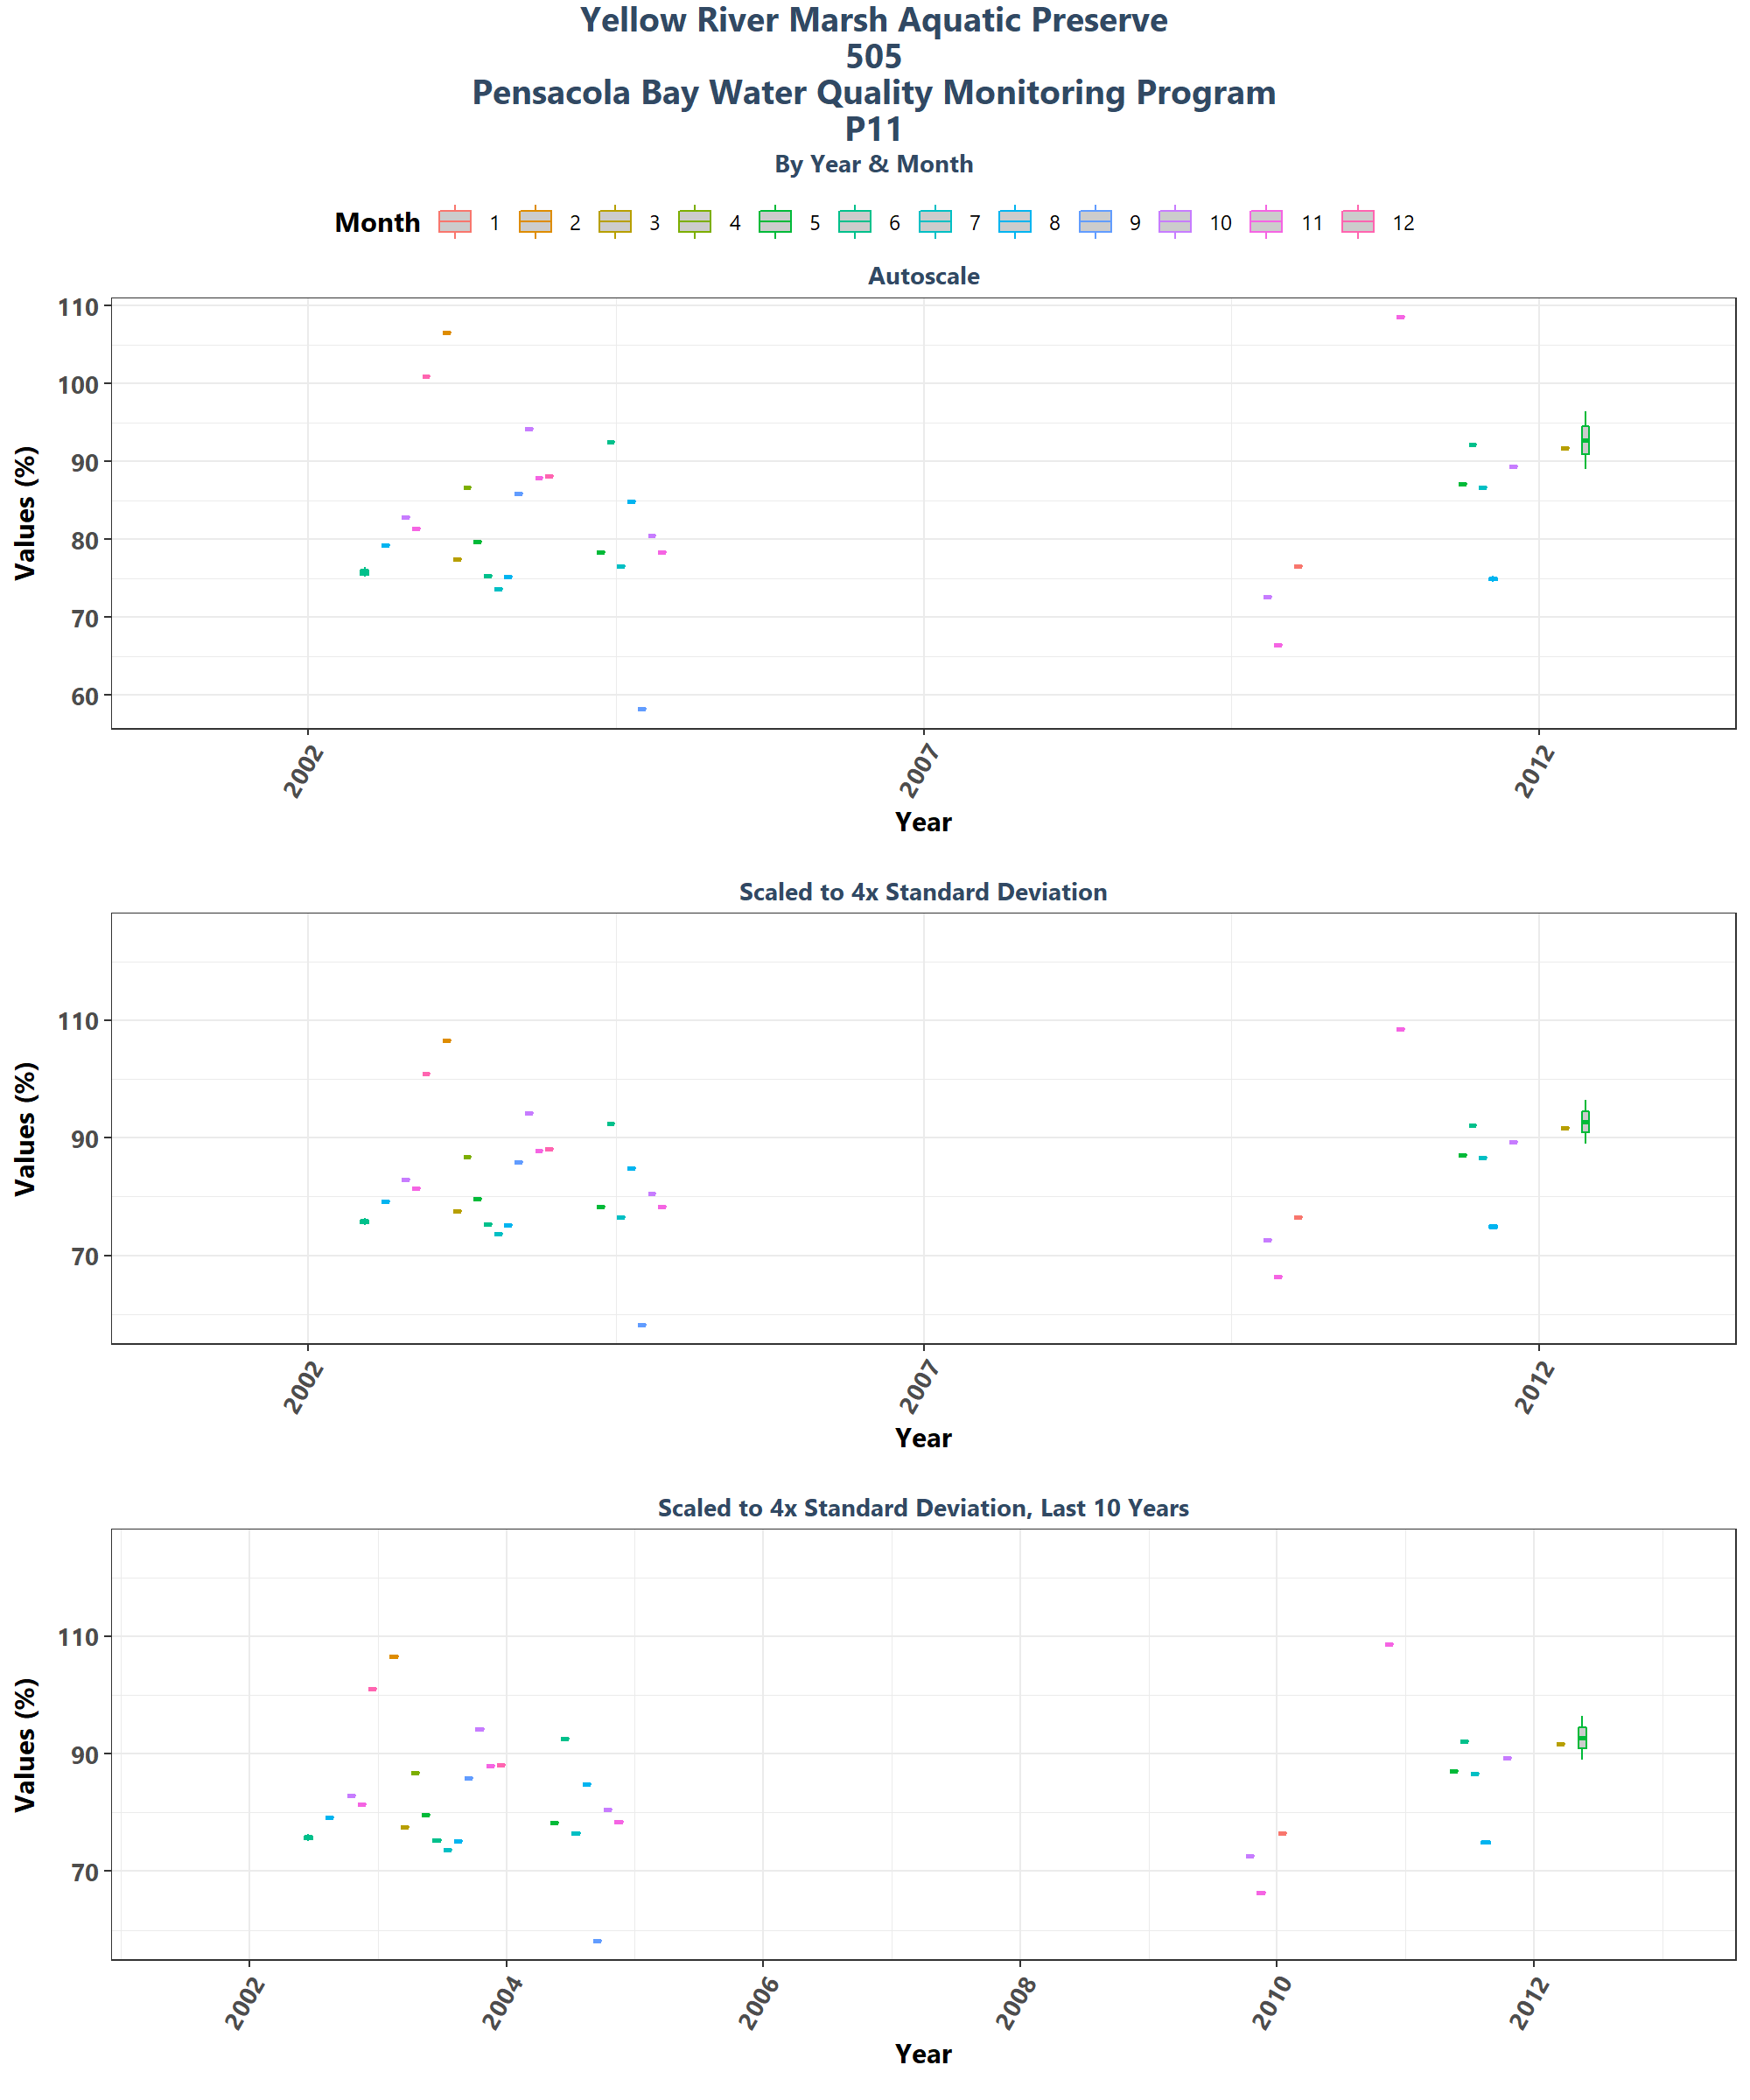 Yellow River Marsh Aquatic Preserve
505
Pensacola Bay Water Quality Monitoring Program
P11
By Year & Month
Month 1 2 3 4 5 6 7 8 9 10 11 12
Autoscale
Values (%)
110
100
90
80
70
60
2002 2007 2012
Year
Scaled to 4x Standard Deviation
Values (%)
110
90
70
2002 2007 2012
Year
Scaled to 4x Standard Deviation, Last 10 Years
Values (%)
110
90
70
2002 2004 2006 2008 2010 2012
Year